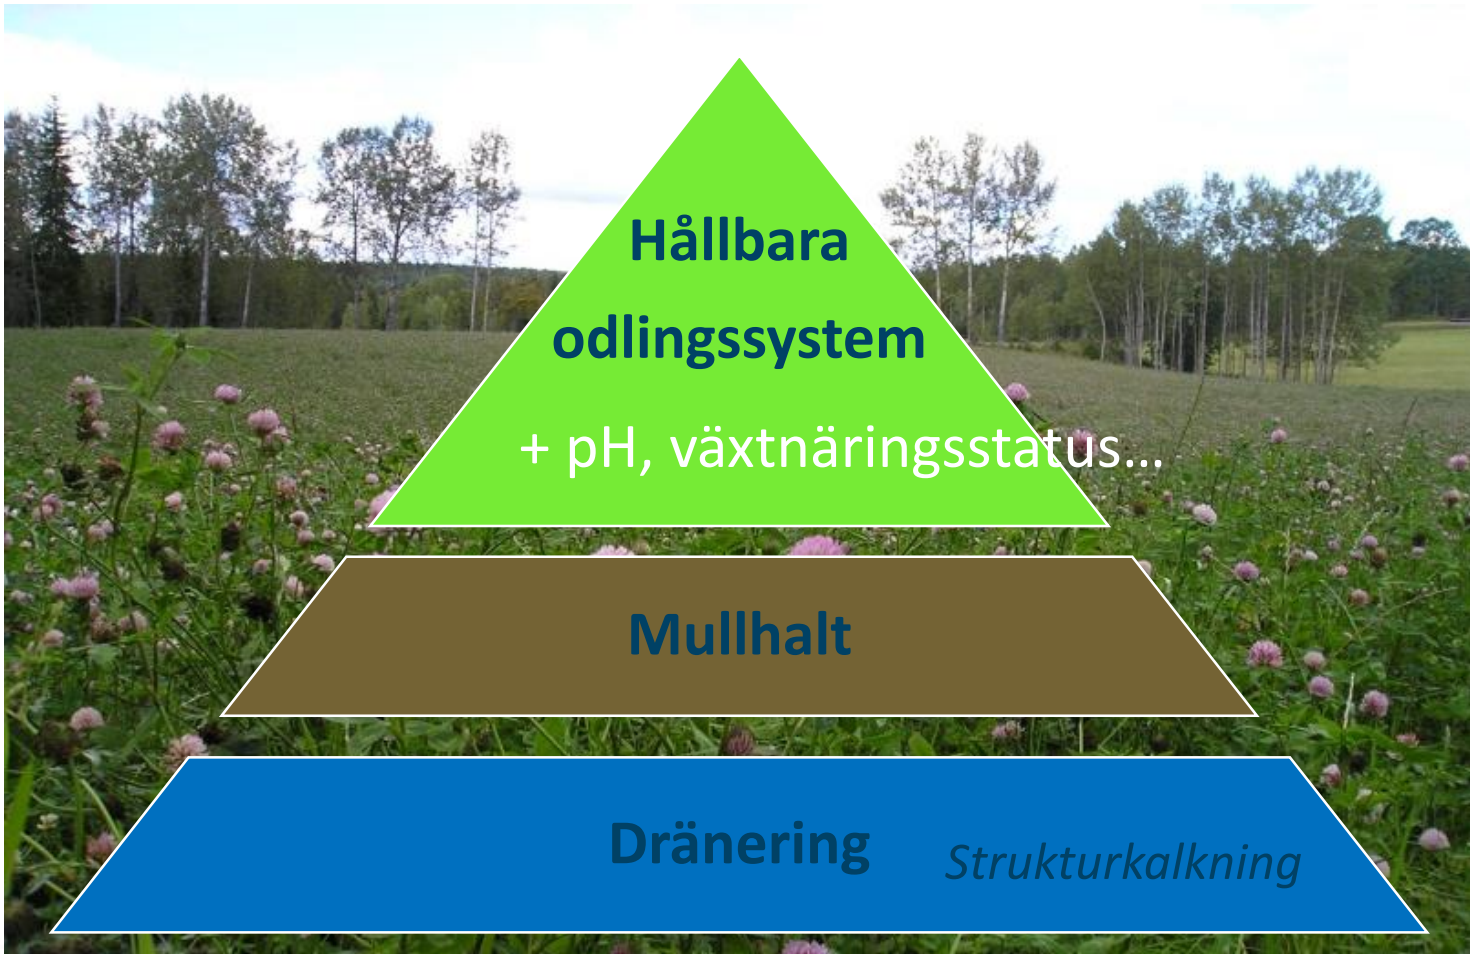 Hållbara
odlingssystem
+ pH, växtnäringsstatus...
Mullhalt
Dränering
Strukturkalkning